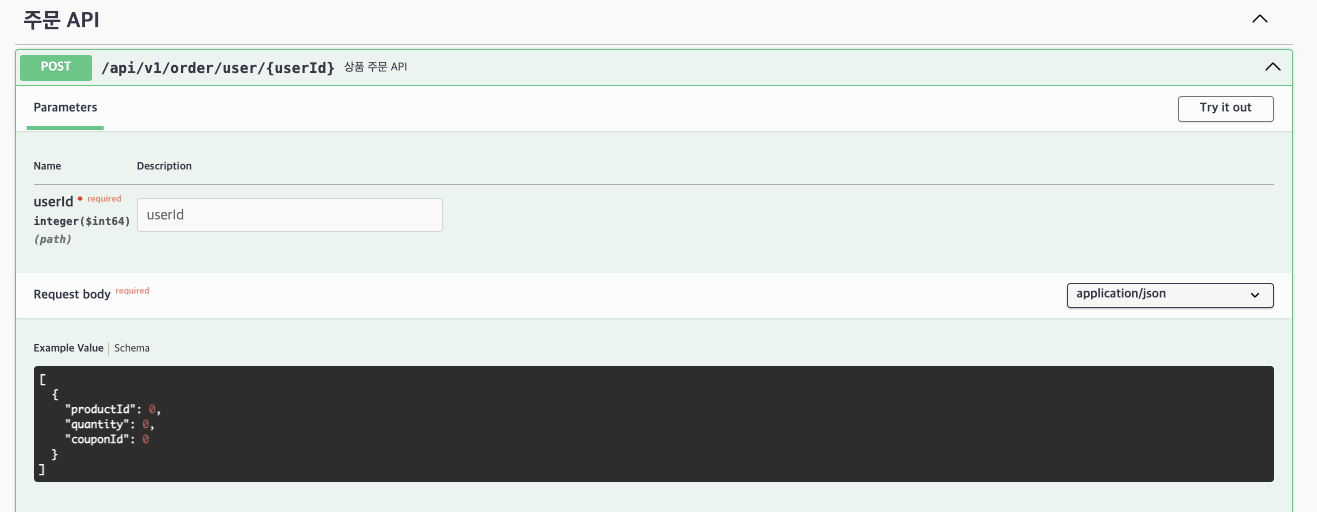 주문 API
POST /api/v1/order/user/{userId} 상품 주문 API
Parameters
Try it out
Name Description
userId * required
integer($int64)
(path)
userId
Request body required
application/json
Example Value | Schema
[
  {
    "productId": 0,
    "quantity": 0,
    "couponId": 0
  }
]